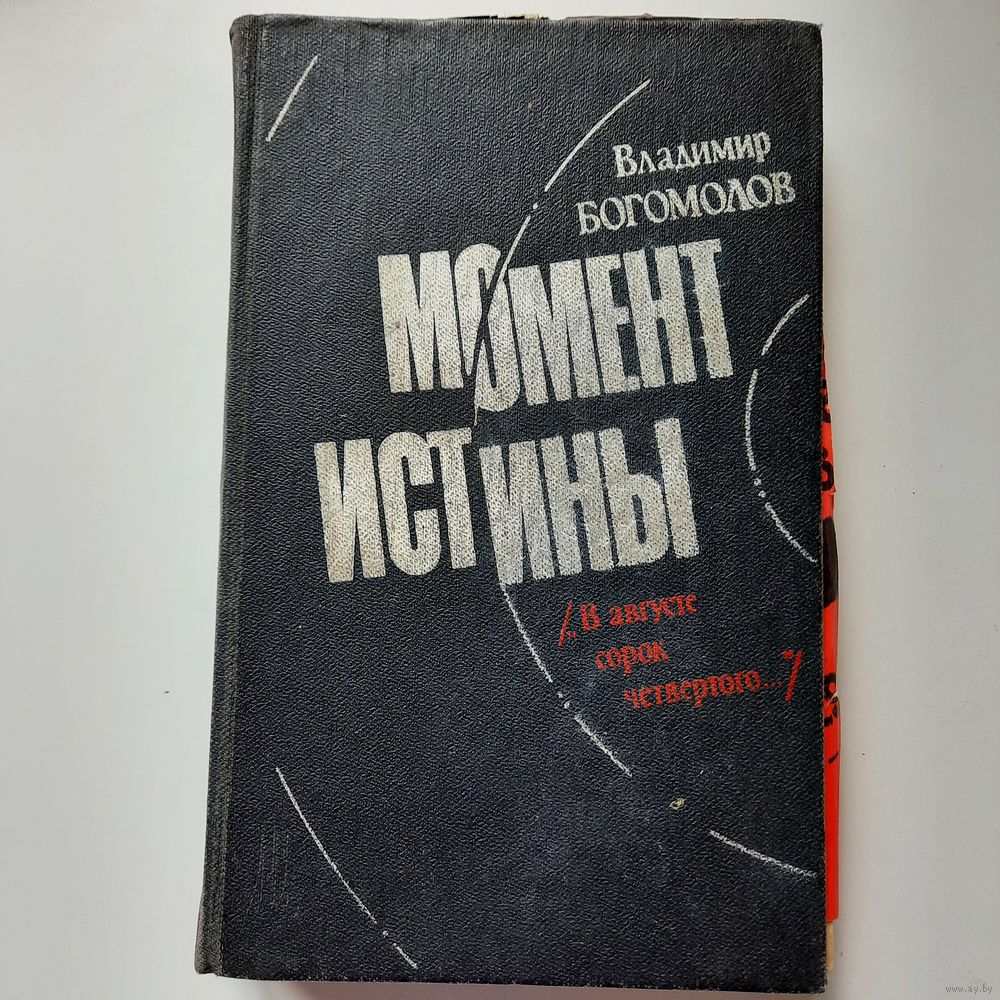 Владимир
БОГОМОЛОВ
МОМЕНТ
ИСТИНЫ
/„В августе
сорок
четвертого..."/
www.ay.by